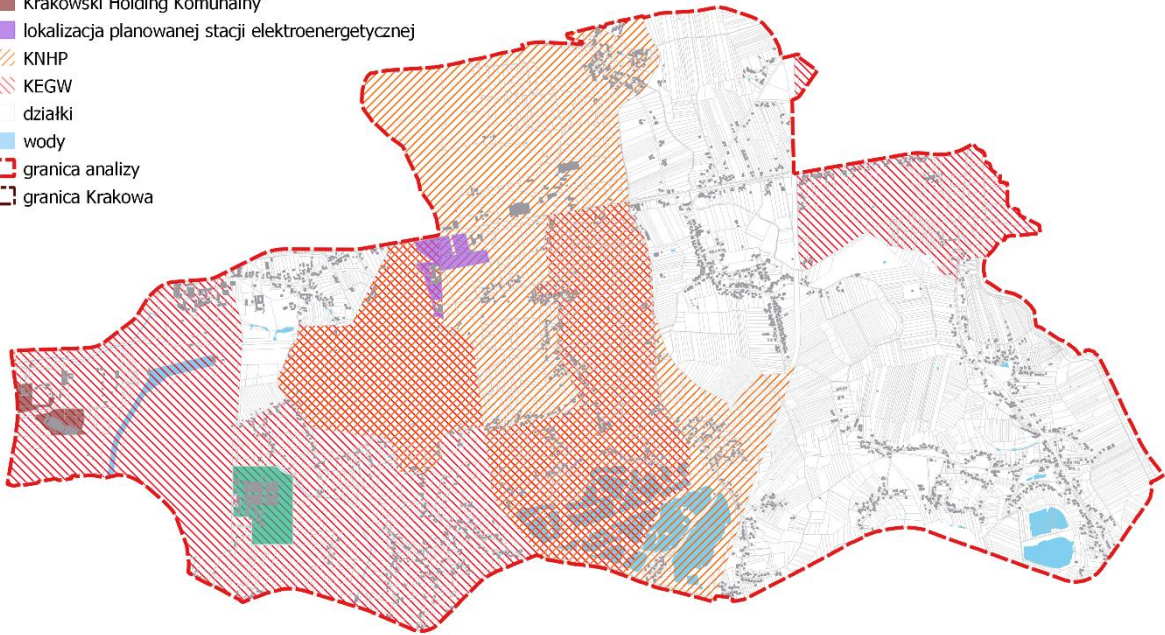 Krakowski Holding Komunalny
lokalizacja planowanej stacji elektroenergetycznej
KNHP
KEGW
działki
wody
granica analizy
granica Krakowa